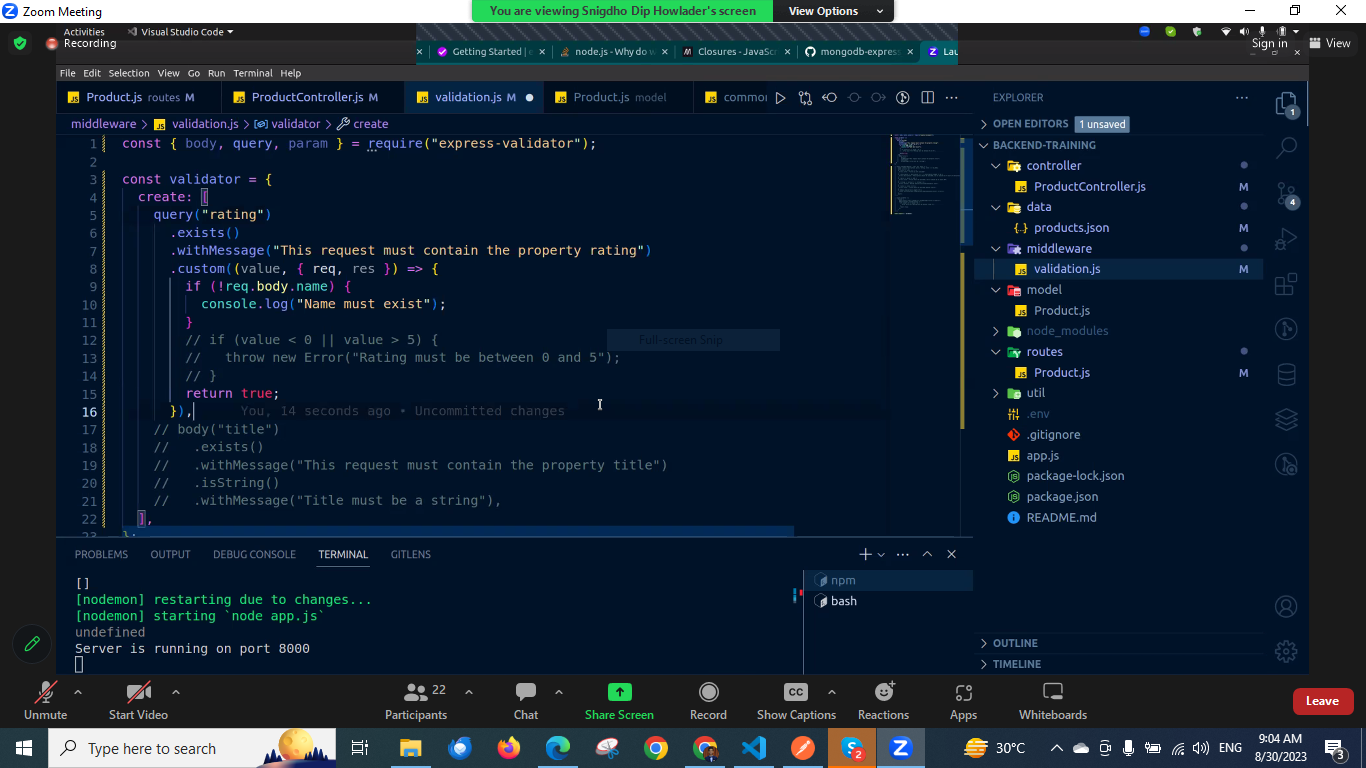 Zoom Meeting
You are viewing Snigdho Dip Howlader's screen
View Options
Recording
Activities
Visual Studio Code
Sign in
View
Getting Started | e
node.js - Why do w
Closures - JavaScr
mongodb-expres
Lau
File Edit Selection View Go Run Terminal Help
Product.js routes M
ProductController.js M
validation.js M
Product.js model
common
EXPLORER
middleware > validation.js > validator > create
OPEN EDITORS 1 unsaved
1 const { body, query, param } = require("express-validator");
2
3 const validator = {
4 create: [
5 query("rating")
6 .exists()
7 .withMessage("This request must contain the property rating")
8 .custom((value, { req, res }) => {
9 if (!req.body.name) {
10 console.log("Name must exist");
11 }
12 // if (value < 0 || value > 5) {
13 // throw new Error("Rating must be between 0 and 5");
14 // }
15 return true;
16 }), You, 14 seconds ago • Uncommitted changes
17 // body("title")
18 // .exists()
19 // .withMessage("This request must contain the property title")
20 // .isString()
21 // .withMessage("Title must be a string"),
22 ],
23 };
Full-screen Snip
BACKEND-TRAINING
controller
ProductController.js M
data
products.json M
middleware
validation.js M
model
Product.js
node_modules
routes
Product.js M
util
.env
.gitignore
app.js
package-lock.json
package.json
README.md
OUTLINE
TIMELINE
1
4
PROBLEMS OUTPUT DEBUG CONSOLE TERMINAL GITLENS
[]
[nodemon] restarting due to changes...
[nodemon] starting `node app.js`
undefined
Server is running on port 8000
npm
bash
Unmute
Start Video
Participants 22
Chat
Share Screen
Record
CC
Show Captions
Reactions
Apps
Whiteboards
Leave
Type here to search
2
30°C
ENG
9:04 AM
8/30/2023
3